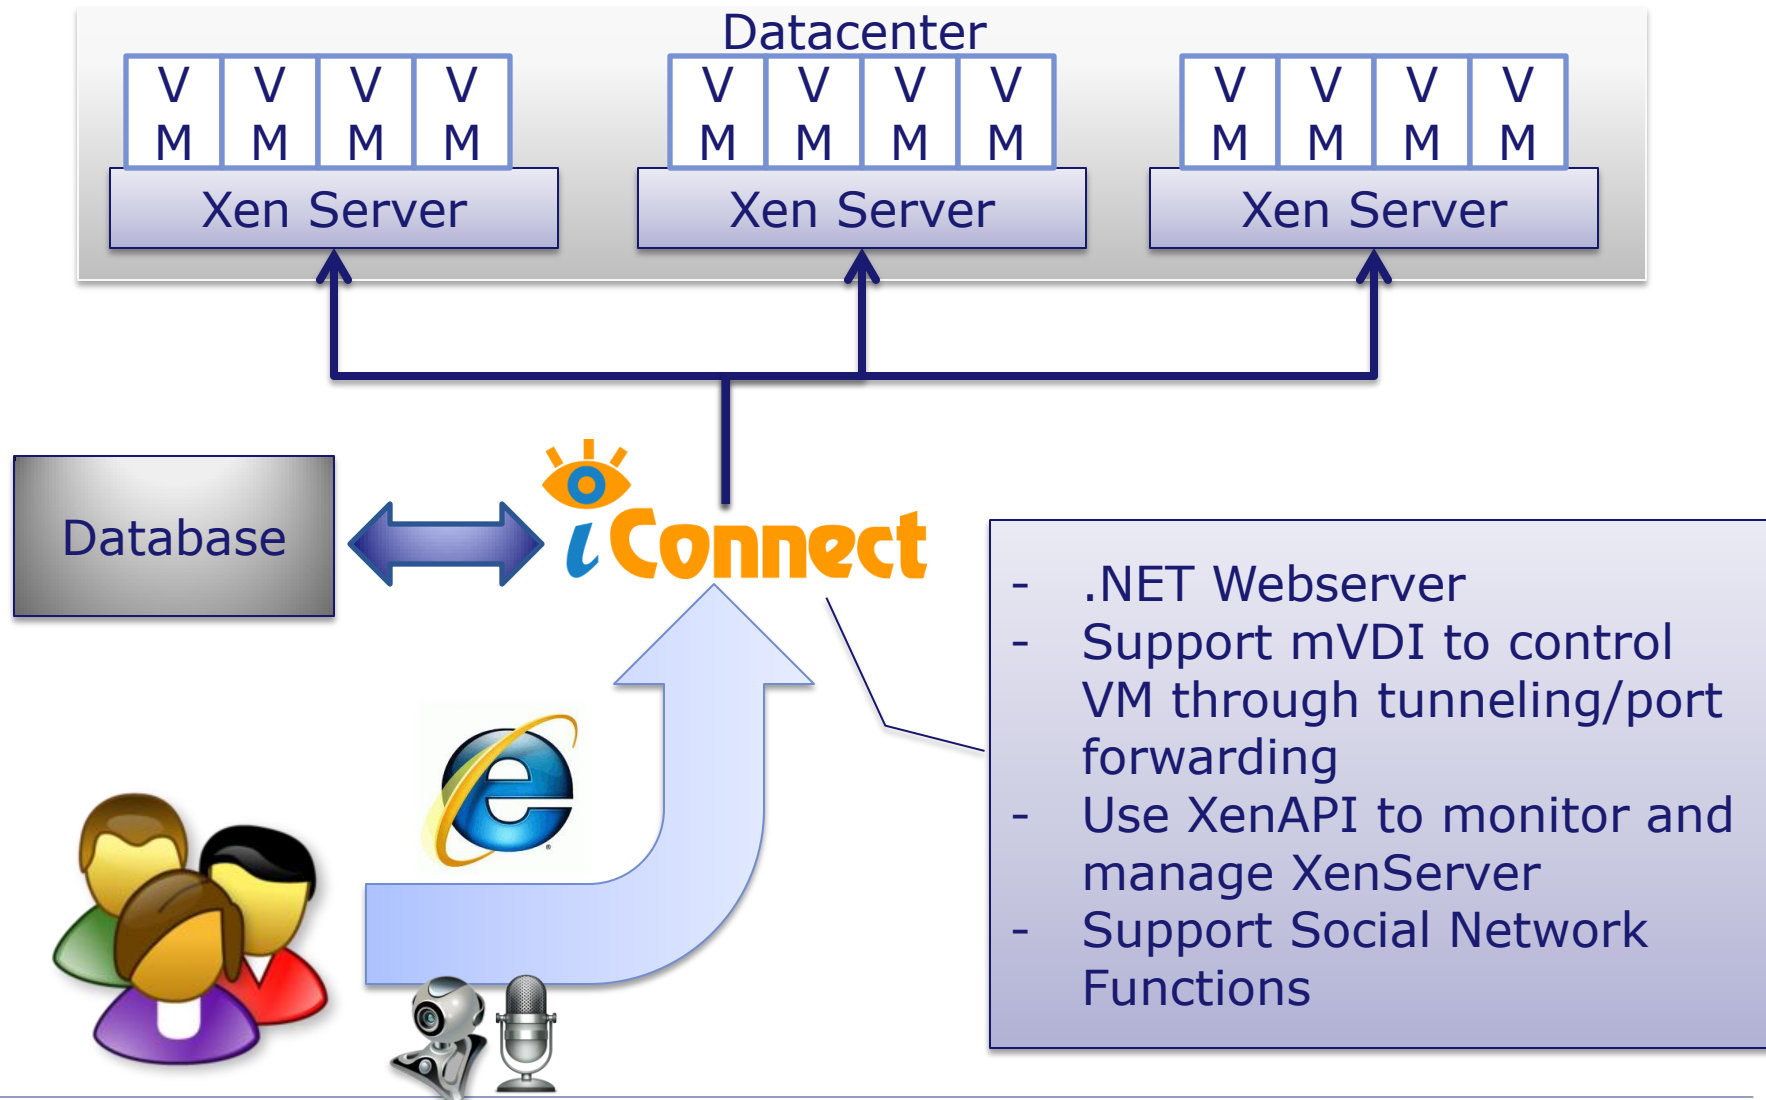 Datacenter
V V V V V V V V V V V V
M M M M M M M M M M M M
Xen Server Xen Server Xen Server
iConnect
Database
- .NET Webserver
- Support mVDI to control
VM through tunneling/port
forwarding
- Use XenAPI to monitor and
manage XenServer
- Support Social Network
Functions